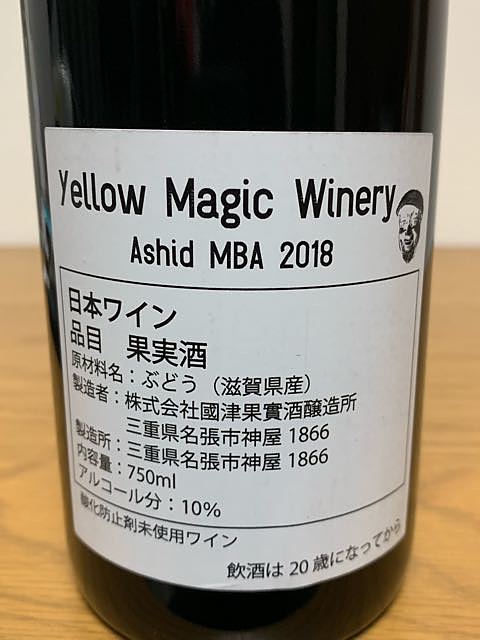 Yellow Magic Winery
Ashid MBA 2018
日本ワイン
品目　果実酒
原材料名：ぶどう（滋賀県産）
製造者：株式会社國津果實酒醸造所
三重県名張市神屋 1866
製造所：三重県名張市神屋 1866
内容量：750ml
アルコール分：10%
酸化防止剤未使用ワイン
飲酒は 20 歳になってから